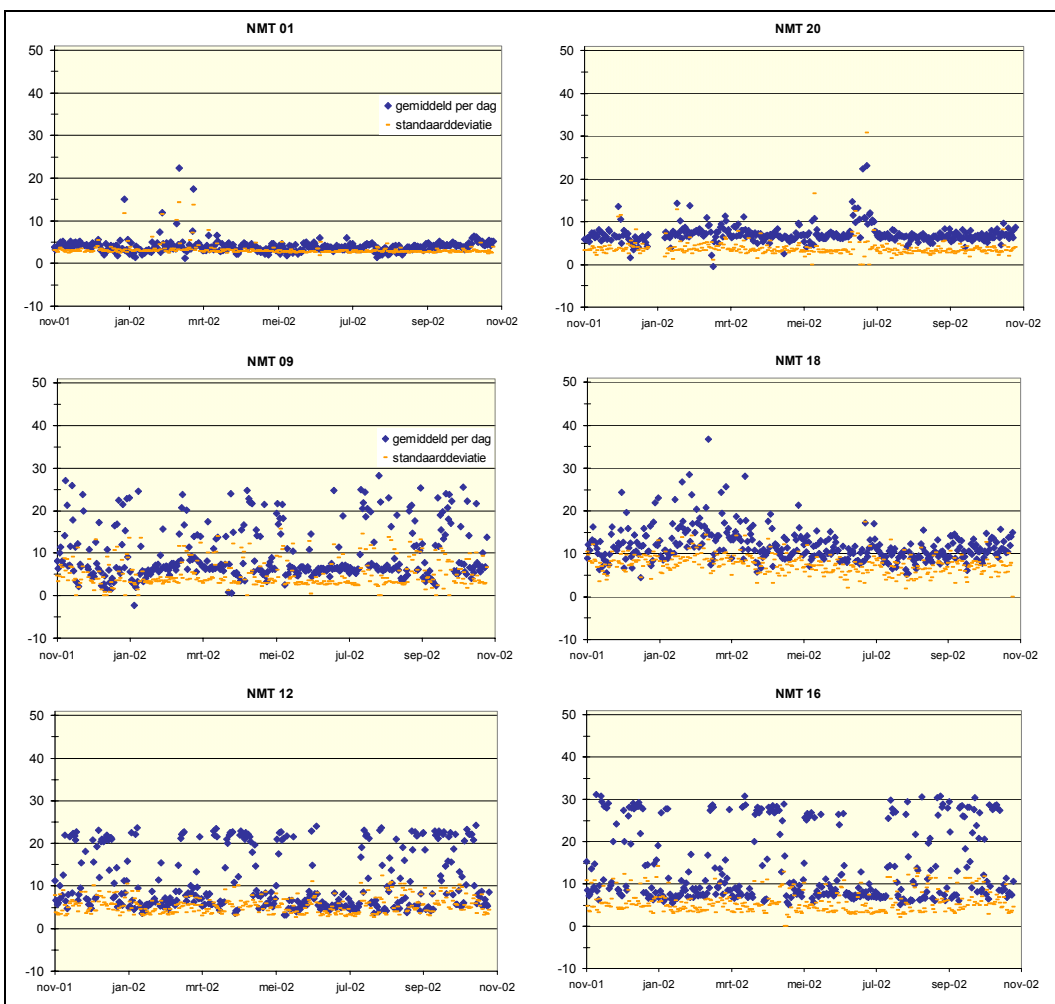 NMT 01
50
40
30
20
10
0
-10
nov-01 jan-02 mrt-02 mei-02 jul-02 sep-02 nov-02
gemiddeld per dag
standaarddeviatie
NMT 20
50
40
30
20
10
0
-10
nov-01 jan-02 mrt-02 mei-02 jul-02 sep-02 nov-02
NMT 09
50
40
30
20
10
0
-10
nov-01 jan-02 mrt-02 mei-02 jul-02 sep-02 nov-02
gemiddeld per dag
standaarddeviatie
NMT 18
50
40
30
20
10
0
-10
nov-01 jan-02 mrt-02 mei-02 jul-02 sep-02 nov-02
NMT 12
50
40
30
20
10
0
-10
nov-01 jan-02 mrt-02 mei-02 jul-02 sep-02 nov-02
NMT 16
50
40
30
20
10
0
-10
nov-01 jan-02 mrt-02 mei-02 jul-02 sep-02 nov-02